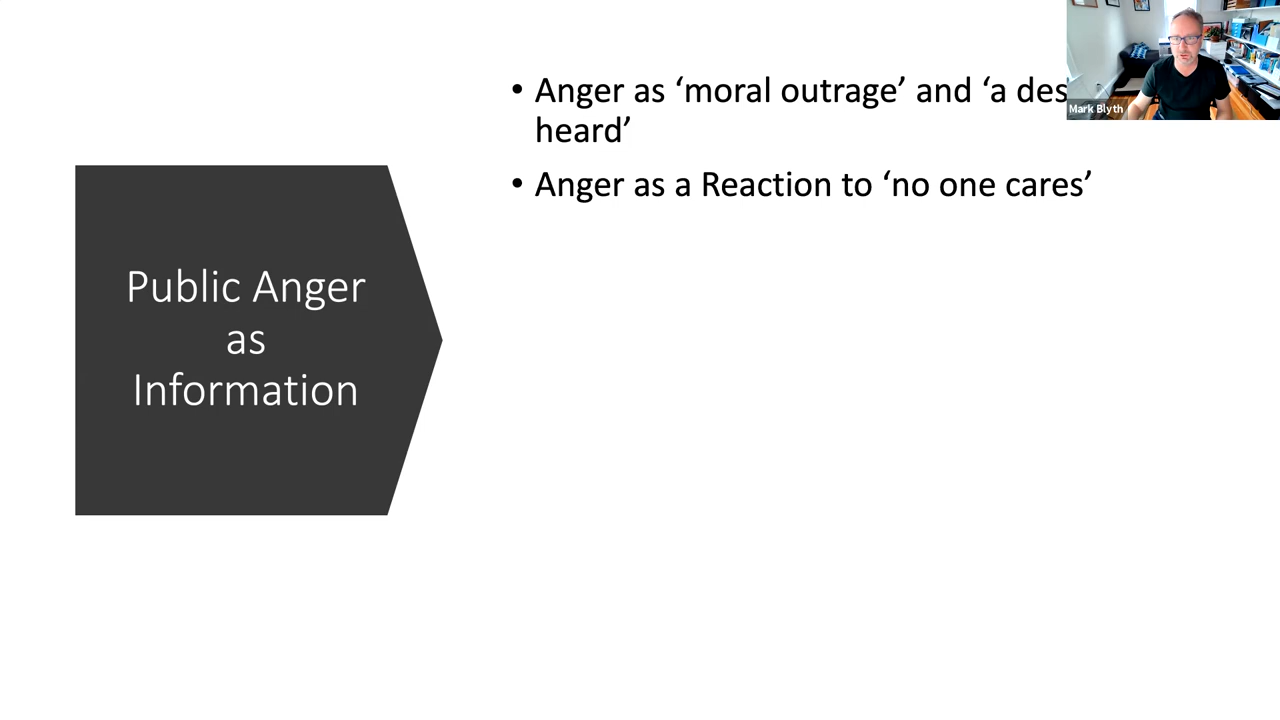 • Anger as ‘moral outrage’ and ‘a
heard’
• Anger as a Reaction to ‘no one cares’
Public Anger
as
Information
Mark Blyth